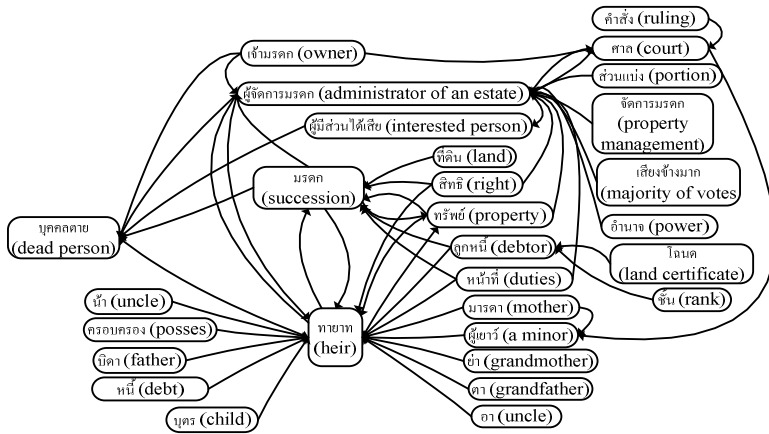 คำสั่ง (ruling)
เจ้ามรดก (owner)
ศาล (court)
ส่วนแบ่ง (portion)
ผู้จัดการมรดก (administrator of an estate)
จัดการมรดก
(property
management)
ผู้มีส่วนได้เสีย (interested person)
ที่ดิน (land)
มรดก
(succession)
สิทธิ (right)
เสียงข้างมาก
(majority of votes
ทรัพย์ (property)
อำนาจ (power)
บุคคลตาย
(dead person)
ลูกหนี้ (debtor)
โฉนด
(land certificate)
หน้าที่ (duties)
ชั้น (rank)
น้า (uncle)
มารดา (mother)
ครอบครอง (posses)
ทายาท
(heir)
ผู้เยาว์ (a minor)
บิดา (father)
ย่า (grandmother)
หนี้ (debt)
ตา (grandfather)
บุตร (child)
อา (uncle)